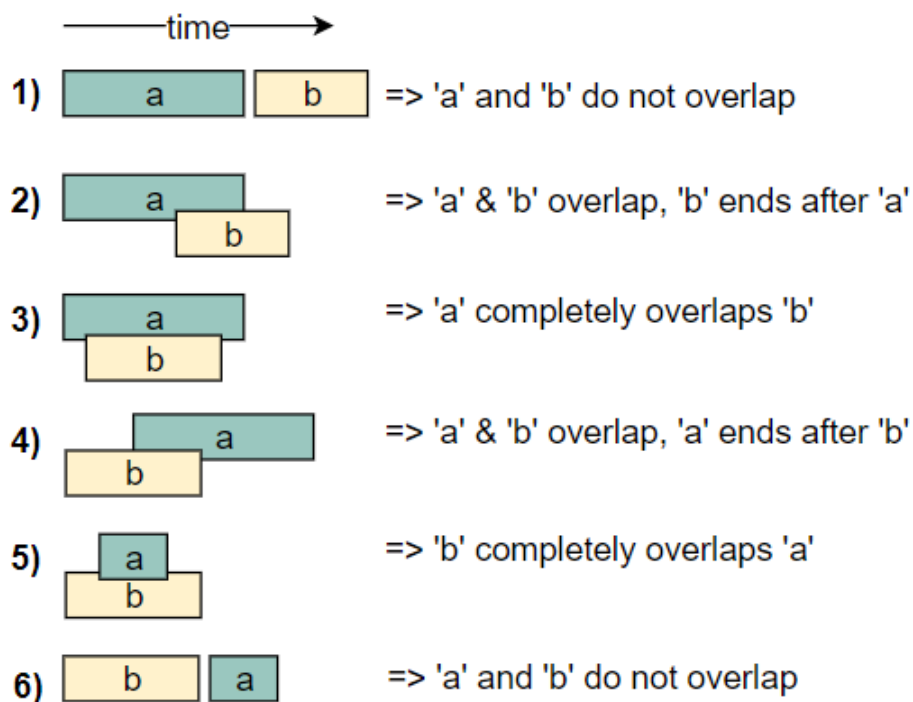 time
1) a b => 'a' and 'b' do not overlap
2) a => 'a' & 'b' overlap, 'b' ends after 'a'
b
3) a => 'a' completely overlaps 'b'
b
4) a => 'a' & 'b' overlap, 'a' ends after 'b'
b
5) a => 'b' completely overlaps 'a'
b
6) b a => 'a' and 'b' do not overlap